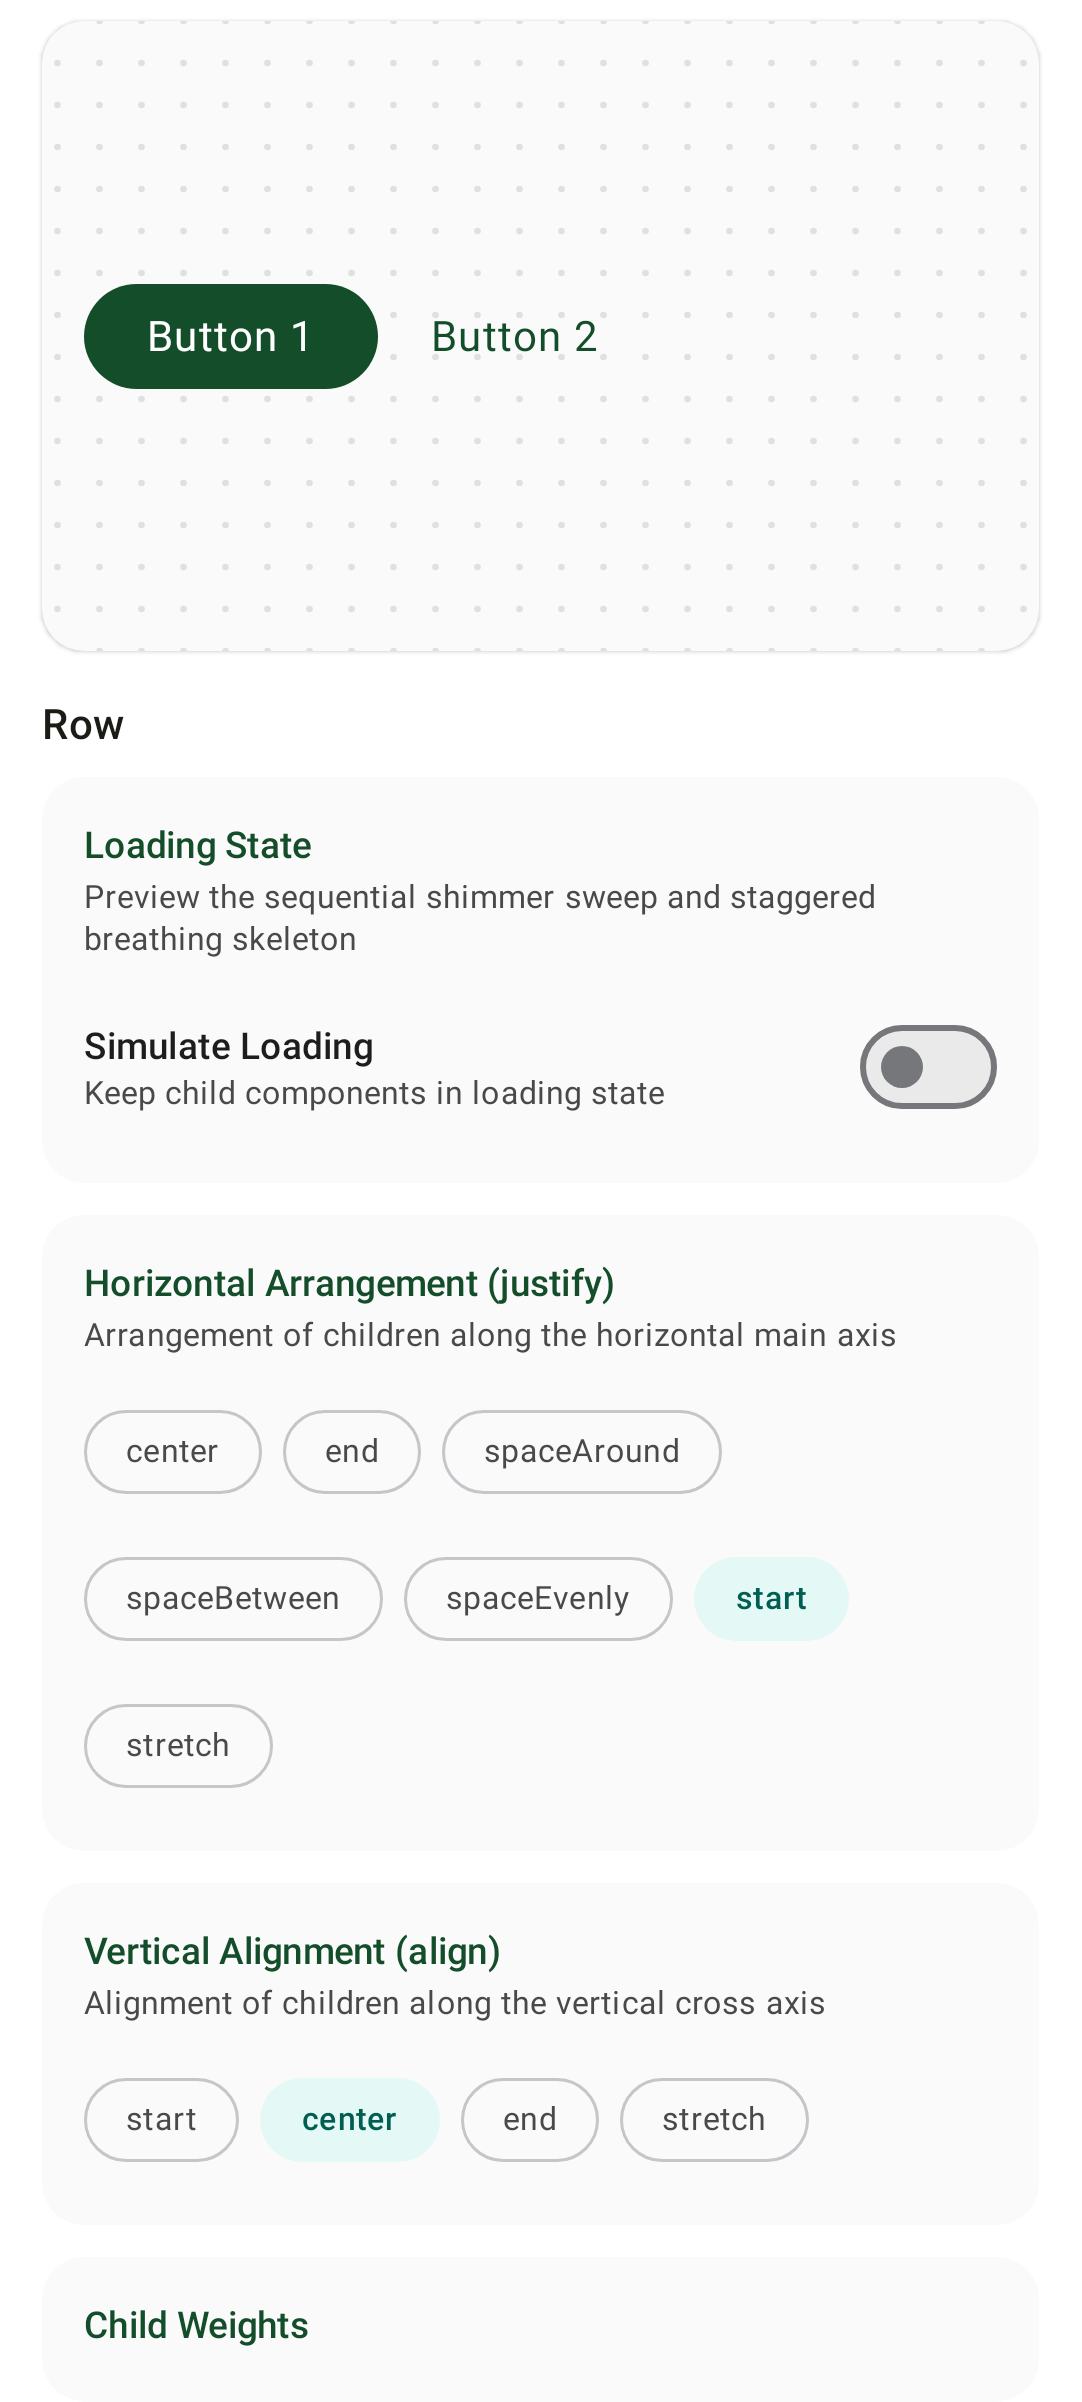 Button 1 Button 2
Row
Loading State
Preview the sequential shimmer sweep and staggered
breathing skeleton
Simulate Loading
Keep child components in loading state
Horizontal Arrangement (justify)
Arrangement of children along the horizontal main axis
center end spaceAround
spaceBetween spaceEvenly start
stretch
Vertical Alignment (align)
Alignment of children along the vertical cross axis
start center end stretch
Child Weights